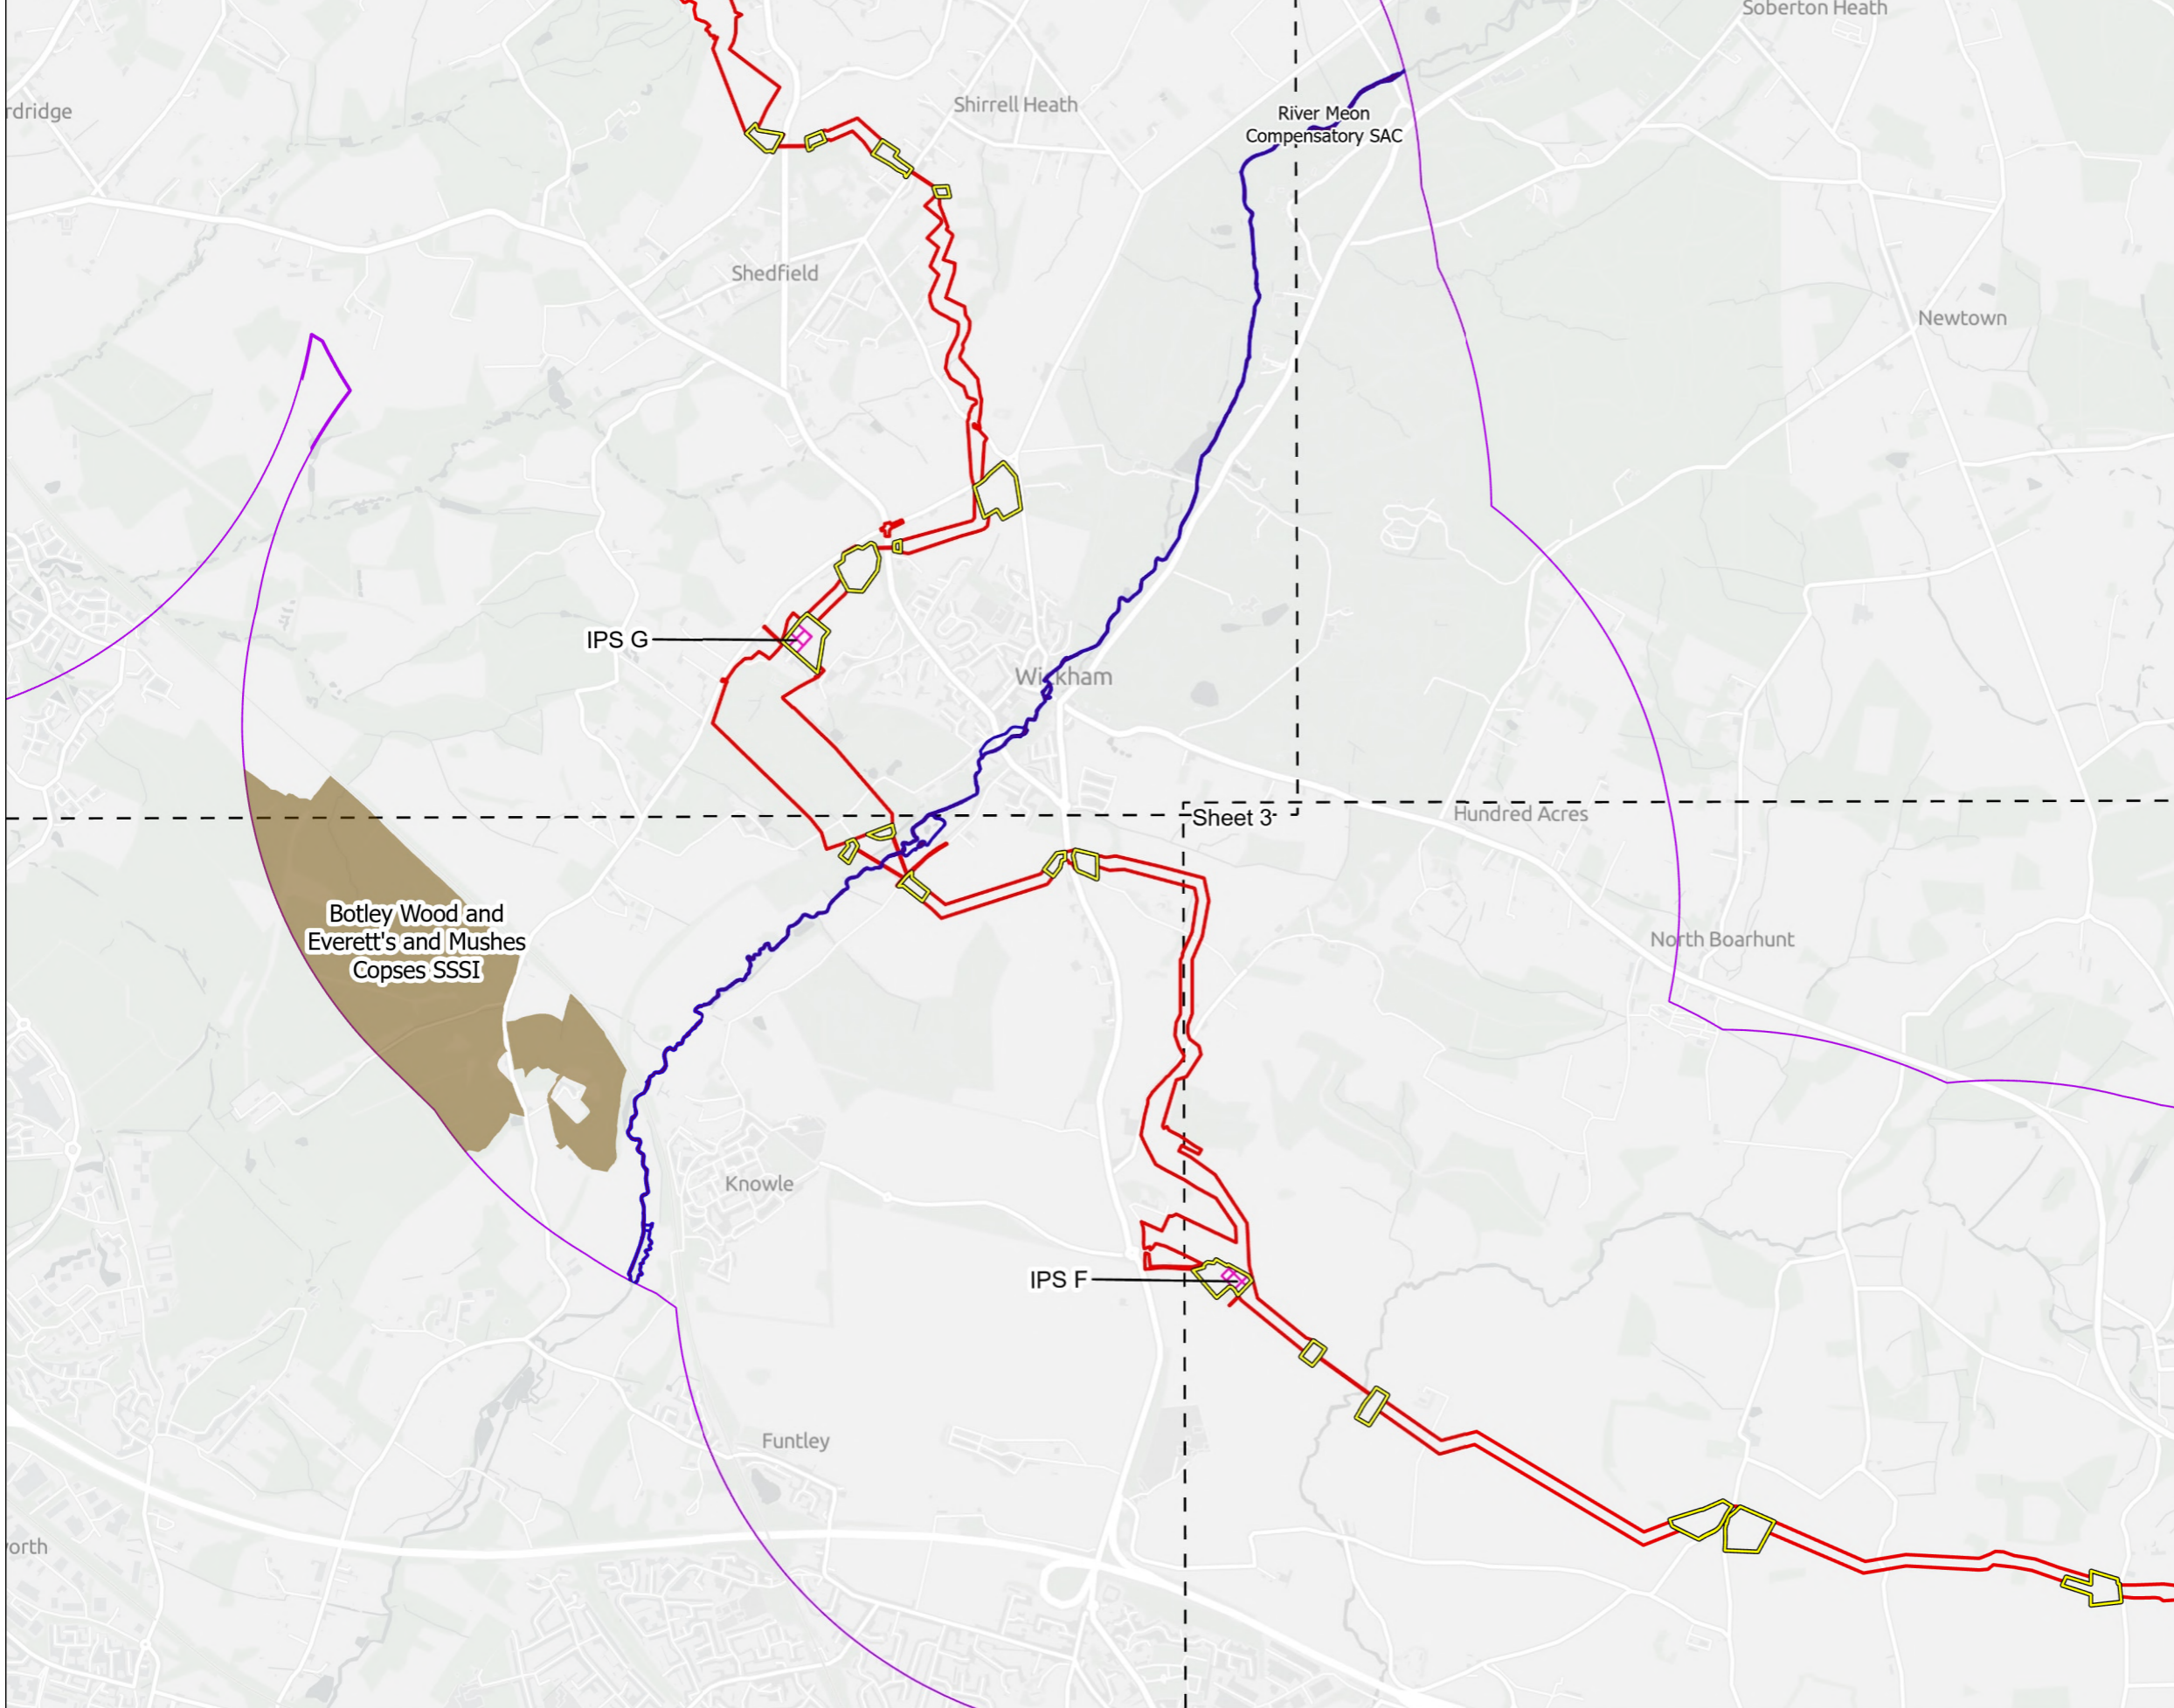 Soberton Heath
rdridge
Shirrell Heath
River Meon
Compensatory SAC
Shedfield
Newtown
IPS G
Wickham
Sheet 3
Hundred Acres
Botley Wood and
Everett's and Mushes
Copses SSSI
North Boarhunt
Knowle
IPS F
Funtley
orth